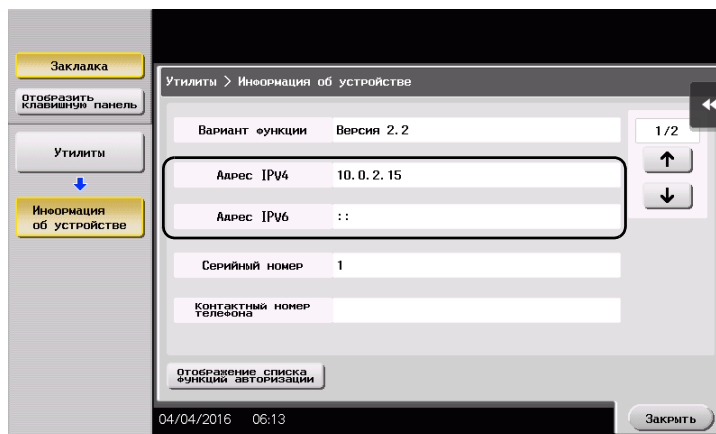 Закладка
Отобразить
клавишную панель
Утилиты
Информация
об устройстве
Утилиты > Информация об устройстве
Вариант функции Версия 2.2
1/2
Адрес IPv4 10.0.2.15
Адрес IPv6 ::
Серийный номер 1
Контактный номер
телефона
Отображение списка
функций авторизации
04/04/2016 06:13
Закрыть